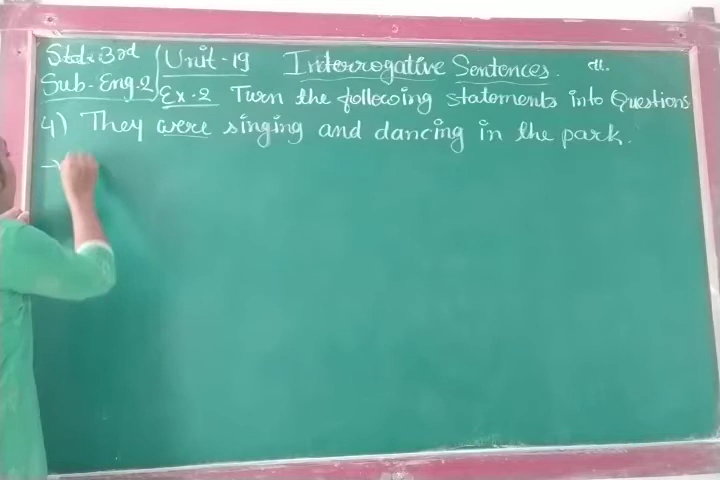 Std: 3rd Unit-19 Interrogative Sentences.
Sub-Eng.2 Ex.2 Turn the following statements into Questions
4) They were singing and dancing in the park.
→